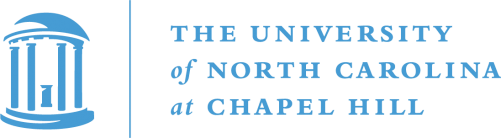 THE UNIVERSITY
of NORTH CAROLINA
at CHAPEL HILL